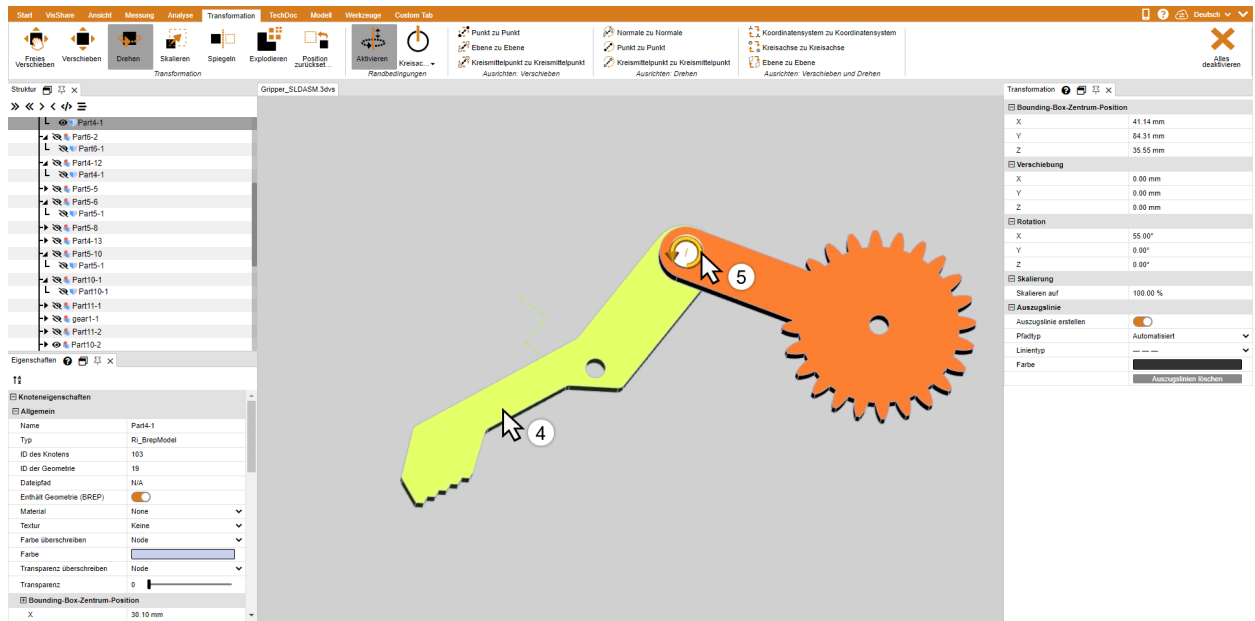 Start VisShare Ansicht Messung Analyse Transformation TechDoc Modell Werkzeuge Custom Tab Deutsch
Freies Verschieben
Verschieben
Drehen
Skalieren
Spiegeln
Explodieren
Position zurückset...
Transformation
Aktivieren
Kreisac...
Randbedingungen
Punkt zu Punkt
Ebene zu Ebene
Kreismittelpunkt zu Kreismittelpunkt
Ausrichten: Verschieben
Normale zu Normale
Punkt zu Punkt
Kreismittelpunkt zu Kreismittelpunkt
Ausrichten: Drehen
Koordinatensystem zu Koordinatensystem
Kreisachse zu Kreisachse
Ebene zu Ebene
Ausrichten: Verschieben und Drehen
Alles deaktivieren
Struktur
Part4-1
Part6-2
Part6-1
Part4-12
Part4-1
Part5-5
Part5-6
Part5-1
Part5-8
Part4-13
Part5-10
Part5-1
Part10-1
Part10-1
Part11-1
gear1-1
Part11-2
Part10-2
Eigenschaften
Knoteneigenschaften
Allgemein
Name Part4-1
Typ Ri_BrepModel
ID des Knotens 103
ID der Geometrie 19
Dateipfad N/A
Enthält Geometrie (BREP)
Material None
Textur Keine
Farbe überschreiben Node
Farbe
Transparenz überschreiben Node
Transparenz 0
Bounding-Box-Zentrum-Position
X 30.10 mm
Gripper_SLDASM.3dvs
5
4
Transformation
Bounding-Box-Zentrum-Position
X 41.14 mm
Y 84.31 mm
Z 35.55 mm
Verschiebung
X 0.00 mm
Y 0.00 mm
Z 0.00 mm
Rotation
X 55.00°
Y 0.00°
Z 0.00°
Skalierung
Skalieren auf 100.00 %
Auszugslinie
Auszugslinie erstellen
Pfadtyp Automatisiert
Linientyp
Farbe
Auszugslinien löschen